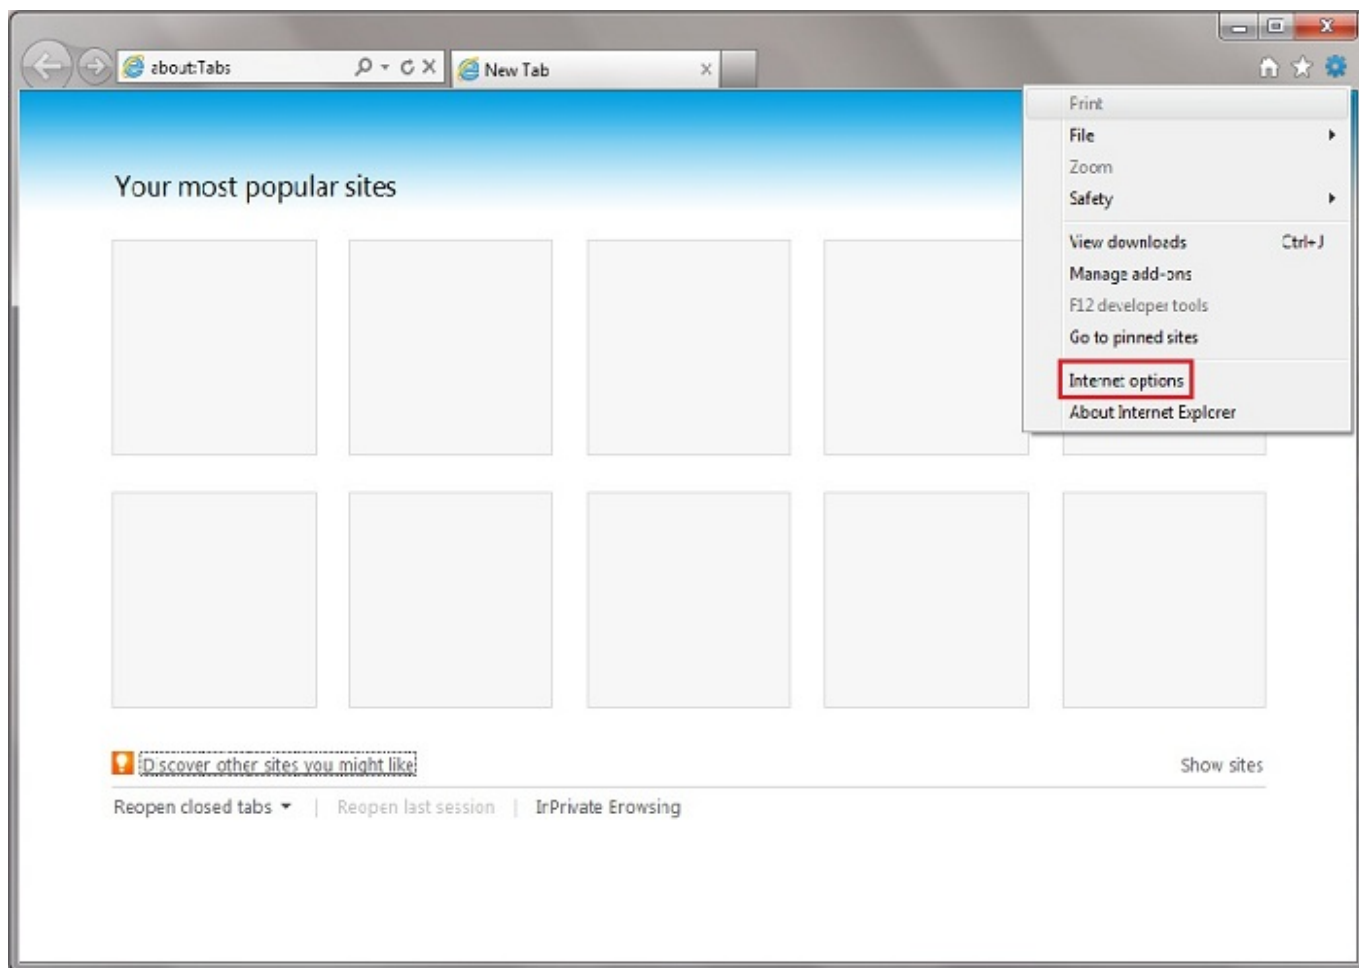 about:Tabs
New Tab
Print
File
Zoom
Safety
View downloads Ctrl+J
Manage add-ons
F12 developer tools
Go to pinned sites
Internet options
About Internet Explorer
Your most popular sites
Discover other sites you might like
Show sites
Reopen closed tabs | Reopen last session | InPrivate Browsing